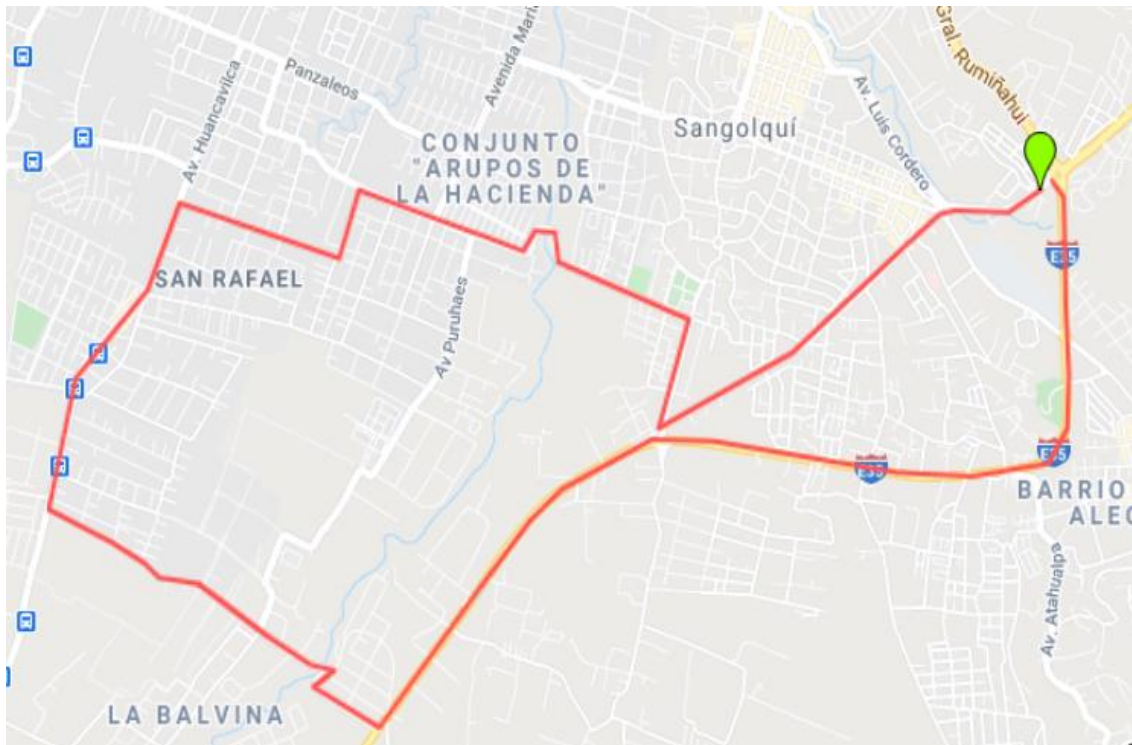 Gral. Rumiñahui
Avenida María
Av. Huancavilca
Panzaleos
Av. Luis Cordero
Sangolquí
CONJUNTO
"ARUPOS DE
LA HACIENDA"
E35
SAN RAFAEL
Av Puruhaes
E35
E35
BARRIO
ALEG
Av. Atahualpa
LA BALVINA